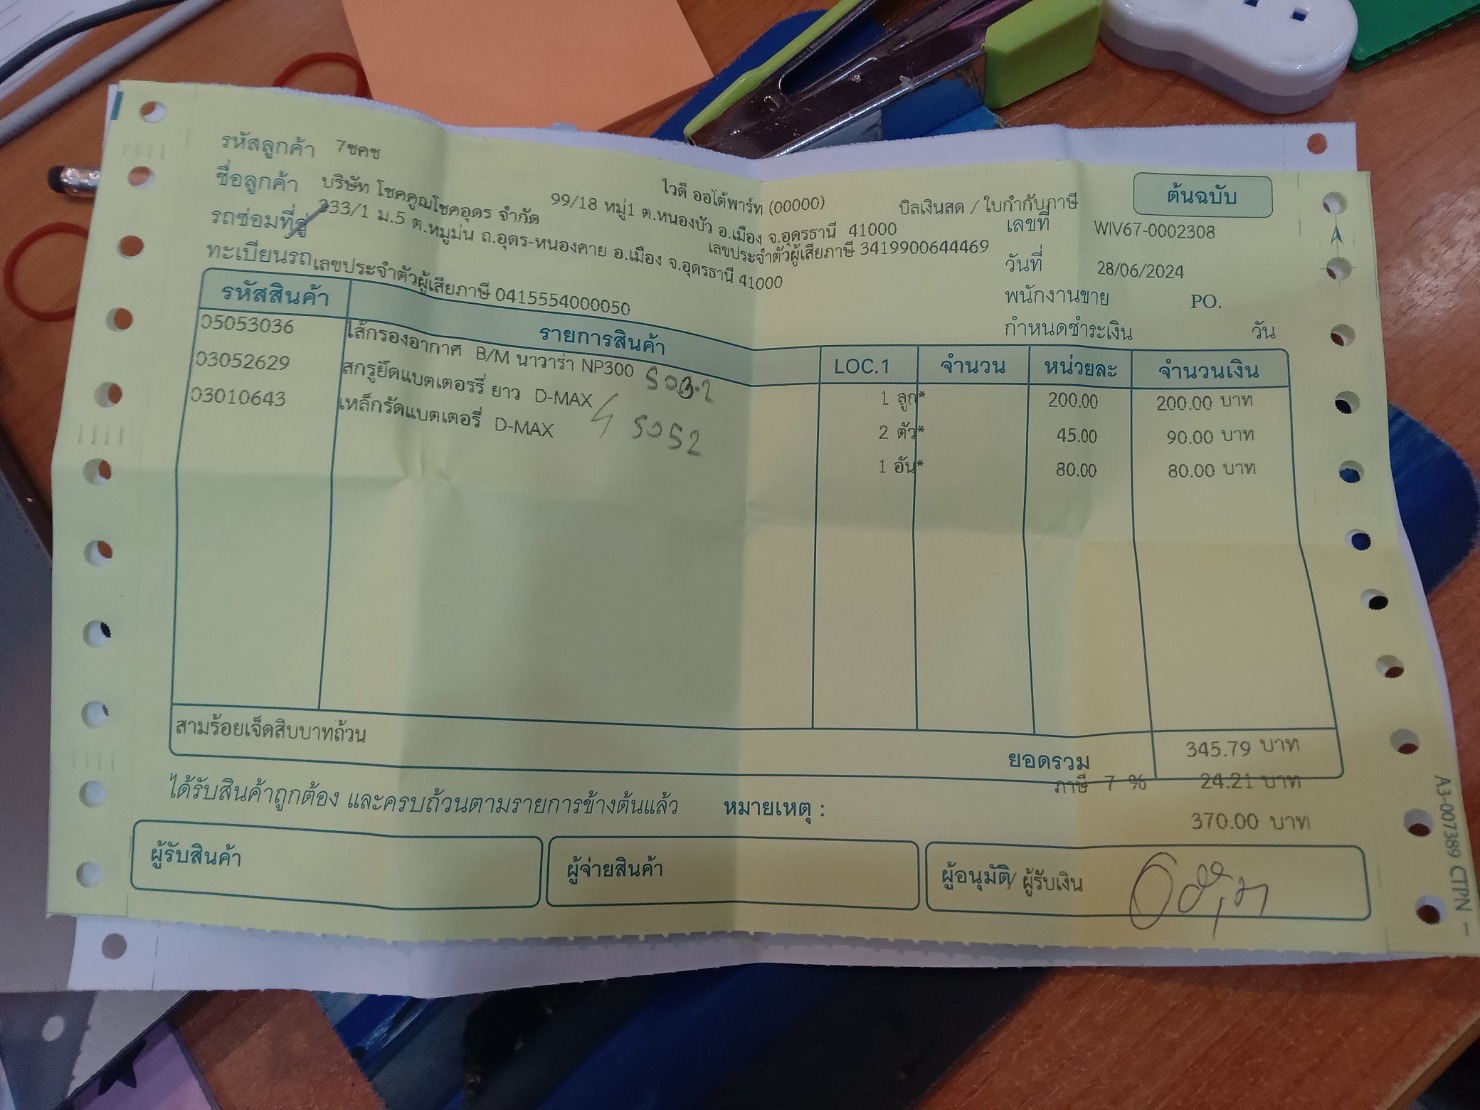 รหัสลูกค้า 7ชคช
ชื่อลูกค้า บริษัท โชคคูณโชคอุดร จำกัด
รถซ่อมที่อู่ 233/1 ม.5 ต.หมูม่น ถ.อุดร-หนองคาย อ.เมือง จ.อุดรธานี 41000
ทะเบียนรถ เลขประจำตัวผู้เสียภาษี 0415554000050
ไวดี ออโต้พาร์ท (00000)
99/18 หมู่1 ต.หนองบัว อ.เมือง จ.อุดรธานี 41000
เลขประจำตัวผู้เสียภาษี 3419900644469
ต้นฉบับ
บิลเงินสด / ใบกำกับภาษี
เลขที่ WIV67-0002308
วันที่ 28/06/2024
พนักงานขาย PO.
กำหนดชำระเงิน วัน
รหัสสินค้า รายการสินค้า LOC.1 จำนวน หน่วยละ จำนวนเงิน
05053036 ไส้กรองอากาศ B/M นาวาร่า NP300 1 ลูก* 200.00 200.00 บาท
03052629 สกรูยึดแบตเตอรรี่ ยาว D-MAX 2 ตัว* 45.00 90.00 บาท
03010643 เหล็กรัดแบตเตอรี่ D-MAX 5052 1 อัน* 80.00 80.00 บาท
สามร้อยเจ็ดสิบบาทถ้วน
ยอดรวม 345.79 บาท
ภาษี 7 % 24.21 บาท
370.00 บาท
ได้รับสินค้าถูกต้อง และครบถ้วนตามรายการข้างต้นแล้ว หมายเหตุ :
ผู้รับสินค้า ผู้จ่ายสินค้า ผู้อนุมัติ/ ผู้รับเงิน
A3-007389 CTPN -